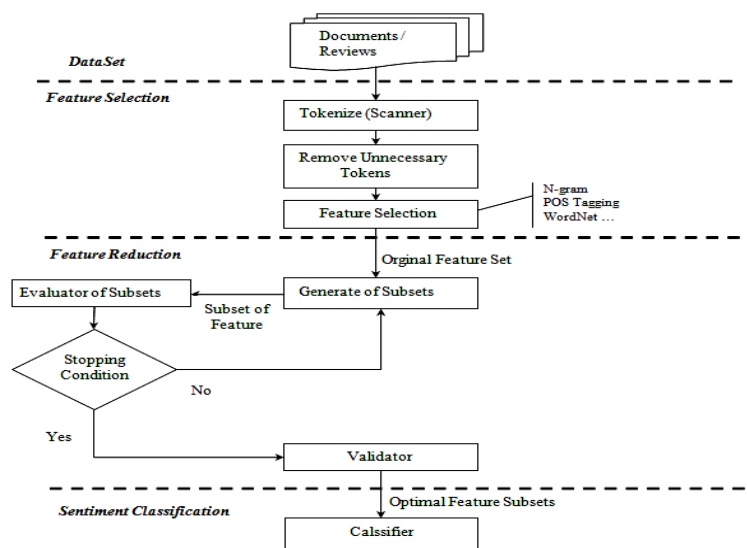 Documents /
Reviews
DataSet
Feature Selection
Tokenize (Scanner)
Remove Unnecessary
Tokens
Feature Selection
N-gram
POS Tagging
WordNet ...
Feature Reduction
Orginal Feature Set
Evaluator of Subsets
Generate of Subsets
Subset of
Feature
Stopping
Condition
No
Yes
Validator
Optimal Feature Subsets
Sentiment Classification
Calssifier